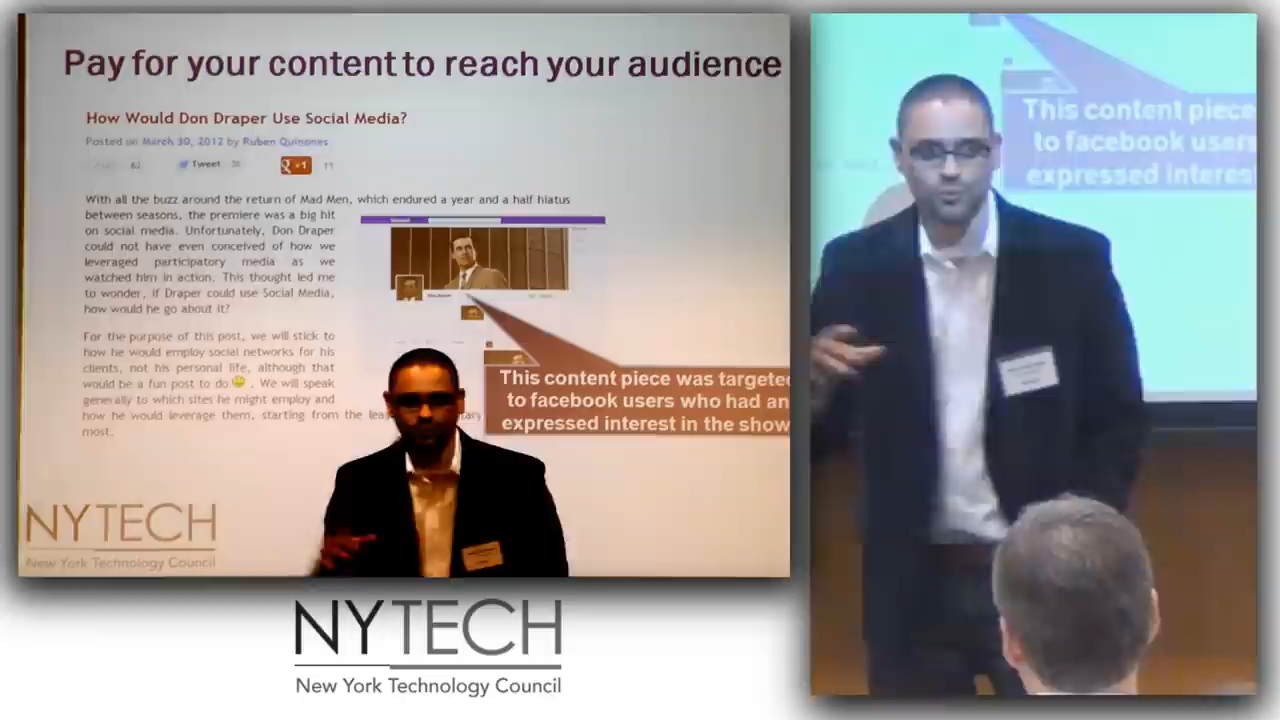 Pay for your content to reach your audience
How Would Don Draper Use Social Media?
Posted on March 30, 2012 by Ruben Quinones
62 Tweet +1 11
With all the buzz around the return of Mad Men, which endured a year and a half hiatus
between seasons, the premiere was a big hit
on social media. Unfortunately, Don Draper
could not have even conceived of how we
leveraged participatory media as we
watched him in action. This thought led me
to wonder, if Draper could use Social Media,
how would he go about it?
For the purpose of this post, we will stick to
how he would employ social networks for his
clients, not his personal life, although that
would be a fun post to do . We will speak
generally to which sites he might employ and
how he would leverage them, starting from the
most.
This content piece was targete
to facebook users who had an
expressed interest in the show
NYTECH
New York Technology Council
NYTECH
New York Technology Council
This content piece
to facebook users
expressed interes